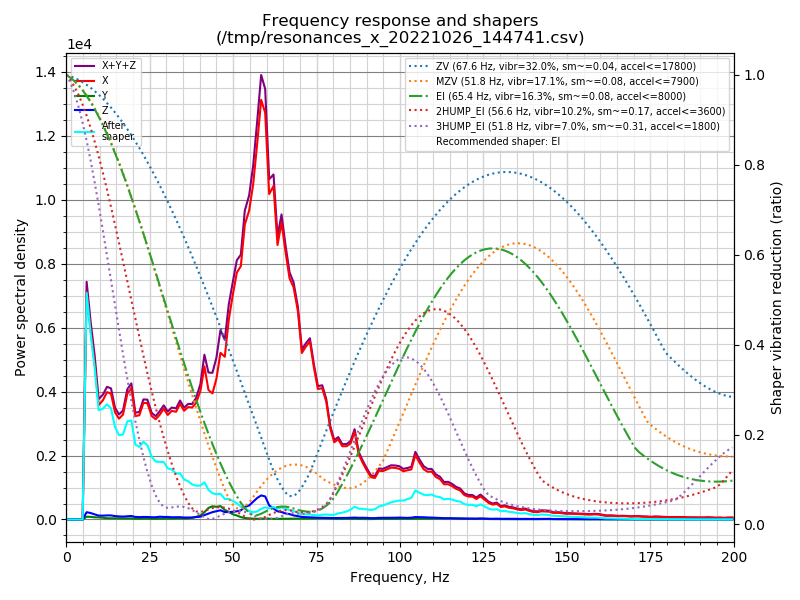 Frequency response and shapers
(/tmp/resonances_x_20221026_144741.csv)
1e4
X+Y+Z
X
Y
Z
After
shaper
ZV (67.6 Hz, vibr=32.0%, sm~=0.04, accel<=17800)
MZV (51.8 Hz, vibr=17.1%, sm~=0.08, accel<=7900)
EI (65.4 Hz, vibr=16.3%, sm~=0.08, accel<=8000)
2HUMP_EI (56.6 Hz, vibr=10.2%, sm~=0.17, accel<=3600)
3HUMP_EI (51.8 Hz, vibr=7.0%, sm~=0.31, accel<=1800)
Recommended shaper: EI
Power spectral density
1.4
1.2
1.0
0.8
0.6
0.4
0.2
0.0
1.0
0.8
0.6
0.4
0.2
0.0
Shaper vibration reduction (ratio)
0 25 50 75 100 125 150 175 200
Frequency, Hz